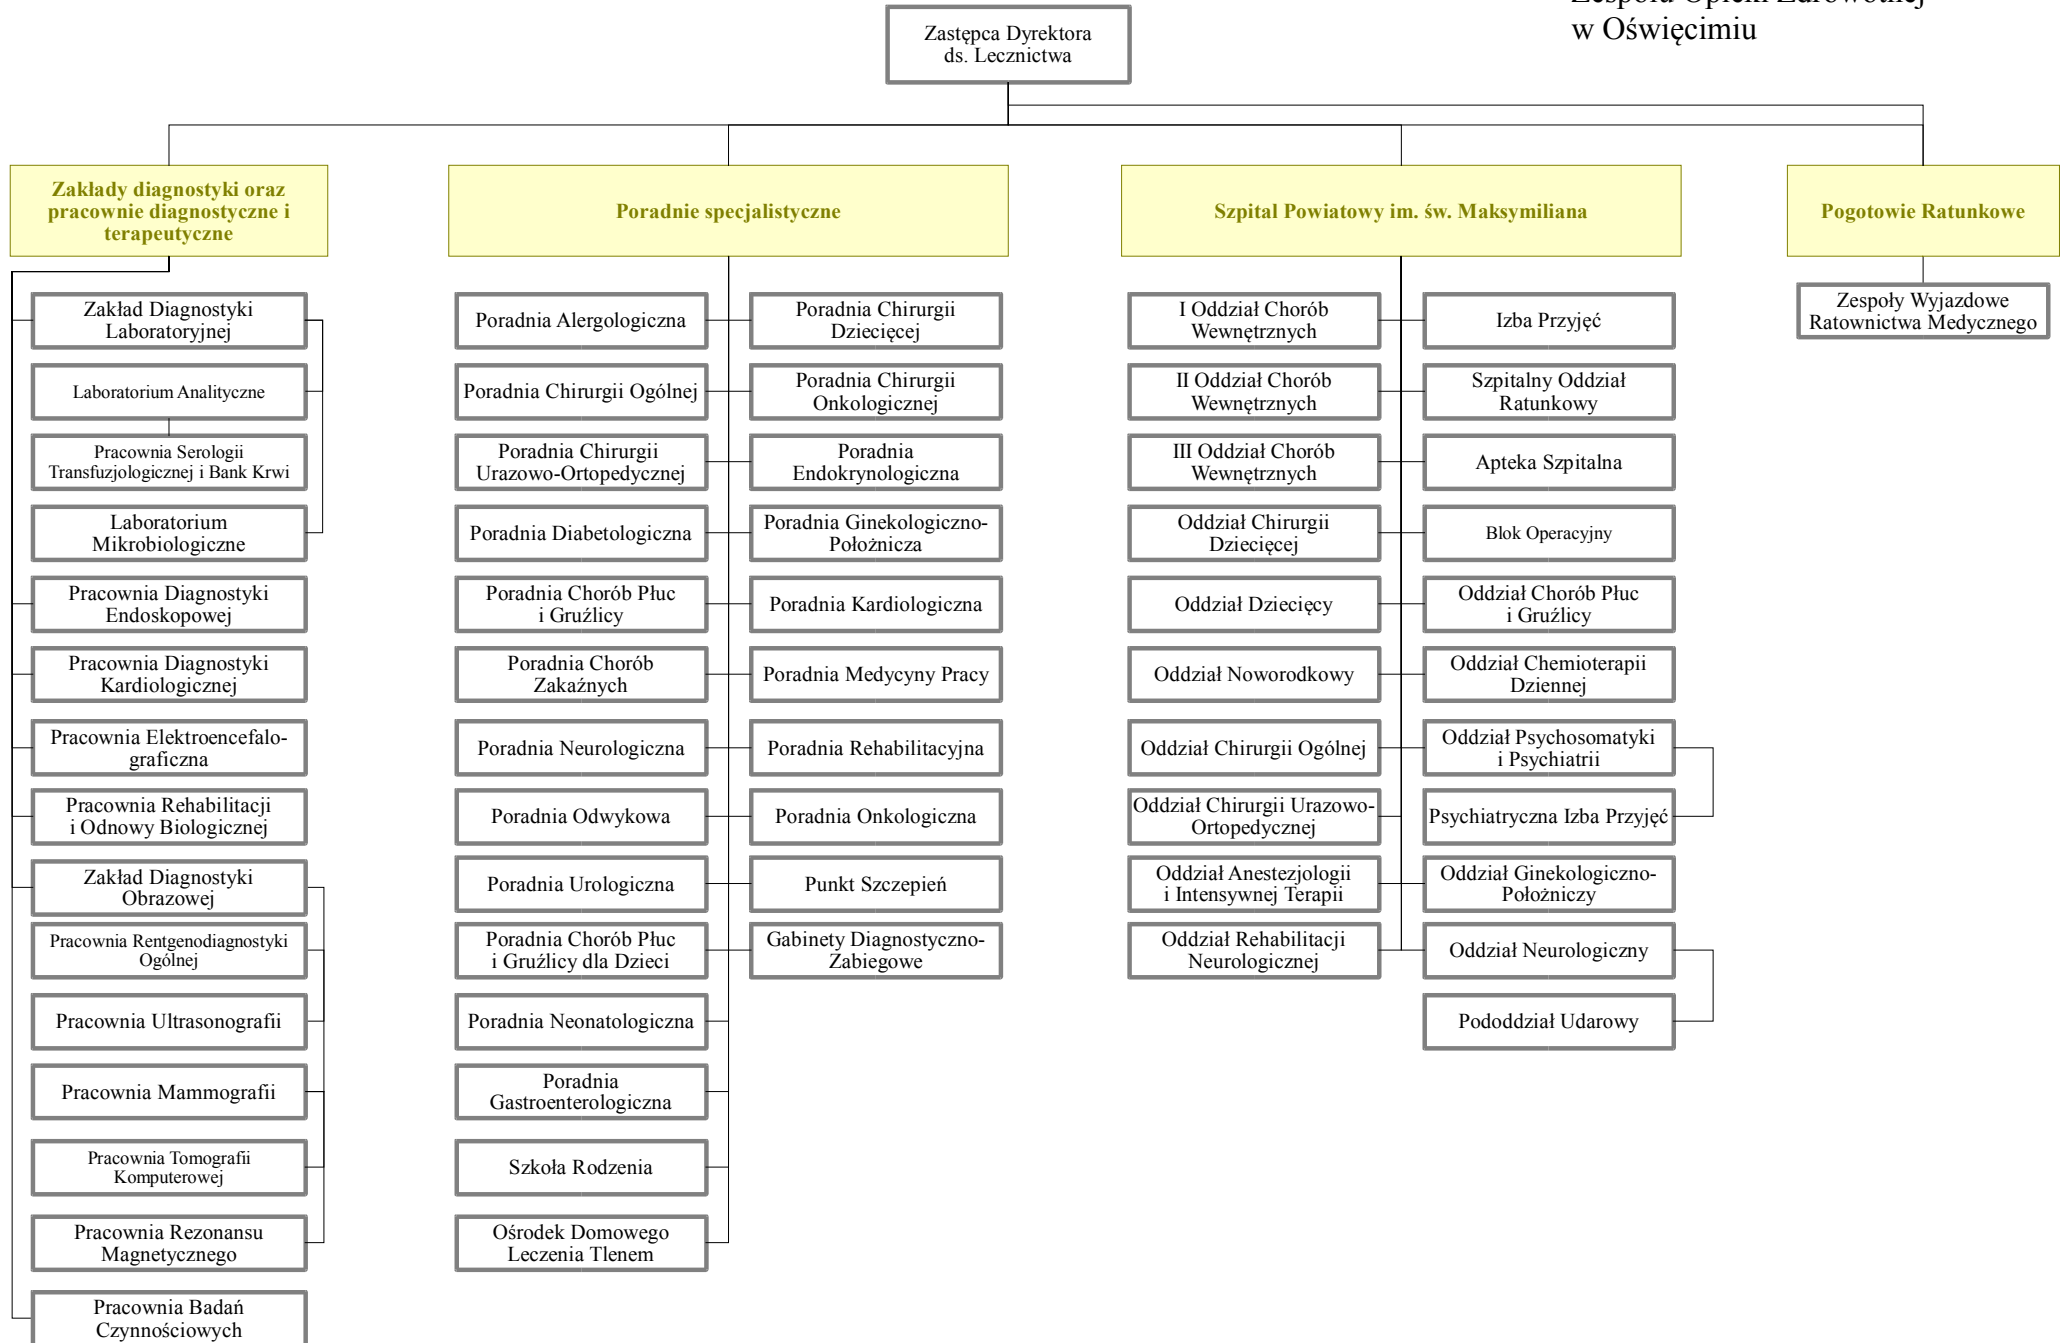 w Oświęcimiu
Zastępca Dyrektora
ds. Lecznictwa
Zakłady diagnostyki oraz
pracownie diagnostyczne i
terapeutyczne
Poradnie specjalistyczne
Szpital Powiatowy im. św. Maksymiliana
Pogotowie Ratunkowe
Zakład Diagnostyki
Laboratoryjnej
Laboratorium Analityczne
Pracownia Serologii
Transfuzjologicznej i Bank Krwi
Laboratorium
Mikrobiologiczne
Pracownia Diagnostyki
Endoskopowej
Pracownia Diagnostyki
Kardiologicznej
Pracownia Elektroencefalo-
graficzna
Pracownia Rehabilitacji
i Odnowy Biologicznej
Zakład Diagnostyki
Obrazowej
Pracownia Rentgenodiagnostyki
Ogólnej
Pracownia Ultrasonografii
Pracownia Mammografii
Pracownia Tomografii
Komputerowej
Pracownia Rezonansu
Magnetycznego
Pracownia Badań
Czynnościowych
Poradnia Alergologiczna
Poradnia Chirurgii Ogólnej
Poradnia Chirurgii
Urazowo-Ortopedycznej
Poradnia Diabetologiczna
Poradnia Chorób Płuc
i Gruźlicy
Poradnia Chorób
Zakaźnych
Poradnia Neurologiczna
Poradnia Odwykowa
Poradnia Urologiczna
Poradnia Chorób Płuc
i Gruźlicy dla Dzieci
Poradnia Neonatologiczna
Poradnia
Gastroenterologiczna
Szkoła Rodzenia
Ośrodek Domowego
Leczenia Tlenem
Poradnia Chirurgii
Dziecięcej
Poradnia Chirurgii
Onkologicznej
Poradnia
Endokrynologiczna
Poradnia Ginekologiczno-
Położnicza
Poradnia Kardiologiczna
Poradnia Medycyny Pracy
Poradnia Rehabilitacyjna
Poradnia Onkologiczna
Punkt Szczepień
Gabinety Diagnostyczno-
Zabiegowe
I Oddział Chorób
Wewnętrznych
II Oddział Chorób
Wewnętrznych
III Oddział Chorób
Wewnętrznych
Oddział Chirurgii
Dziecięcej
Oddział Dziecięcy
Oddział Noworodkowy
Oddział Chirurgii Ogólnej
Oddział Chirurgii Urazowo-
Ortopedycznej
Oddział Anestezjologii
i Intensywnej Terapii
Oddział Rehabilitacji
Neurologicznej
Izba Przyjęć
Szpitalny Oddział
Ratunkowy
Apteka Szpitalna
Blok Operacyjny
Oddział Chorób Płuc
i Gruźlicy
Oddział Chemioterapii
Dziennej
Oddział Psychosomatyki
i Psychiatrii
Psychiatryczna Izba Przyjęć
Oddział Ginekologiczno-
Położniczy
Oddział Neurologiczny
Pododdział Udarowy
Zespoły Wyjazdowe
Ratownictwa Medycznego